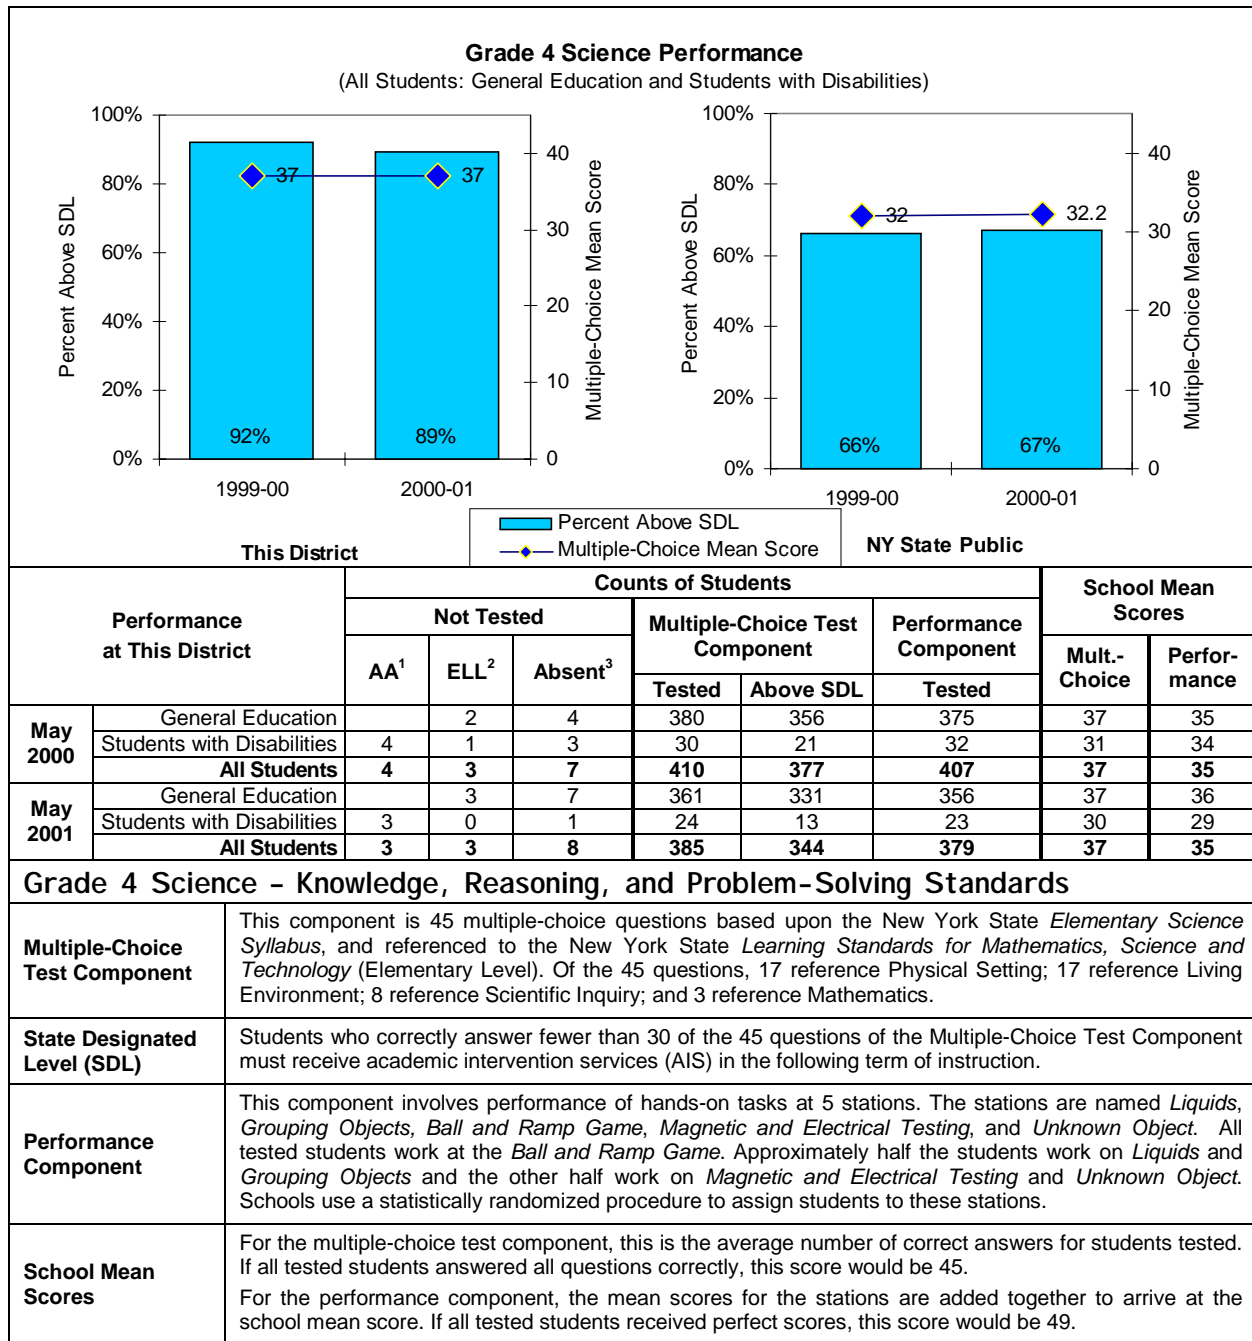 Grade 4 Science Performance
(All Students: General Education and Students with Disabilities)
100%
80%
60%
40%
20%
0%
Percent Above SDL
37
37
92%
89%
1999-00
2000-01
40
30
20
10
0
Multiple-Choice Mean Score
This District
100%
80%
60%
40%
20%
0%
Percent Above SDL
32
32.2
66%
67%
1999-00
2000-01
40
30
20
10
0
Multiple-Choice Mean Score
NY State Public
Percent Above SDL
Multiple-Choice Mean Score
Performance
at This District
Counts of Students
School Mean
Scores
Not Tested
Multiple-Choice Test
Component
Performance
Component
AA1
ELL2
Absent3
Tested
Above SDL
Tested
Mult.-
Choice
Perfor-
mance
May
2000
General Education 2 4 380 356 375 37 35
Students with Disabilities 4 1 3 30 21 32 31 34
All Students 4 3 7 410 377 407 37 35
May
2001
General Education 3 7 361 331 356 37 36
Students with Disabilities 3 0 1 24 13 23 30 29
All Students 3 3 8 385 344 379 37 35
Grade 4 Science – Knowledge, Reasoning, and Problem-Solving Standards
Multiple-Choice
Test Component
This component is 45 multiple-choice questions based upon the New York State Elementary Science
Syllabus, and referenced to the New York State Learning Standards for Mathematics, Science and
Technology (Elementary Level). Of the 45 questions, 17 reference Physical Setting; 17 reference Living
Environment; 8 reference Scientific Inquiry; and 3 reference Mathematics.
State Designated
Level (SDL)
Students who correctly answer fewer than 30 of the 45 questions of the Multiple-Choice Test Component
must receive academic intervention services (AIS) in the following term of instruction.
Performance
Component
This component involves performance of hands-on tasks at 5 stations. The stations are named Liquids,
Grouping Objects, Ball and Ramp Game, Magnetic and Electrical Testing, and Unknown Object. All
tested students work at the Ball and Ramp Game. Approximately half the students work on Liquids and
Grouping Objects and the other half work on Magnetic and Electrical Testing and Unknown Object.
Schools use a statistically randomized procedure to assign students to these stations.
School Mean
Scores
For the multiple-choice test component, this is the average number of correct answers for students tested.
If all tested students answered all questions correctly, this score would be 45.
For the performance component, the mean scores for the stations are added together to arrive at the
school mean score. If all tested students received perfect scores, this score would be 49.